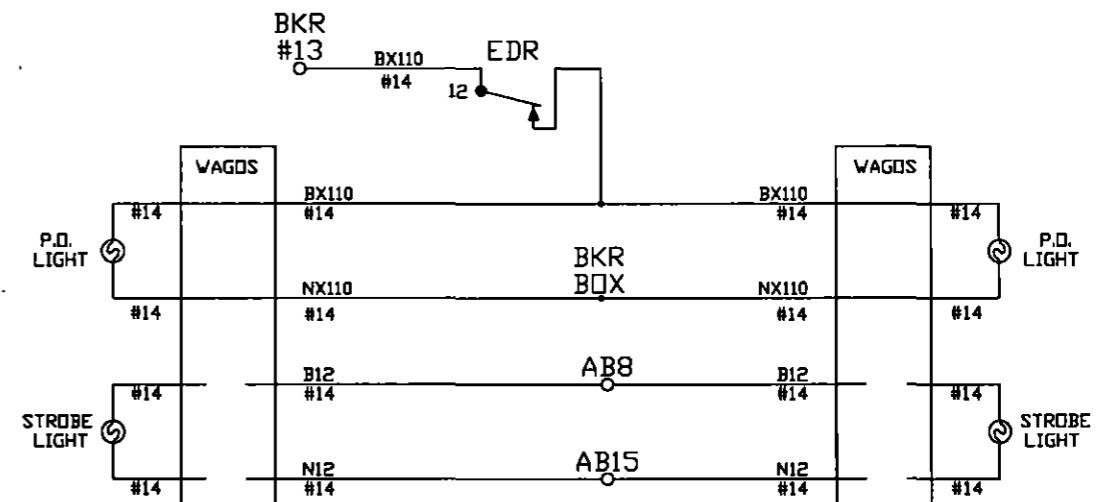 BKR
#13
BX110
#14
EDR
12
WAGOS
WAGOS
#14
BX110
#14
BX110
#14
#14
P.O.
LIGHT
P.O.
LIGHT
BKR
BOX
#14
NX110
#14
NX110
#14
#14
#14
B12
#14
AB8
B12
#14
#14
STROBE
LIGHT
STROBE
LIGHT
#14
N12
#14
AB15
N12
#14
#14